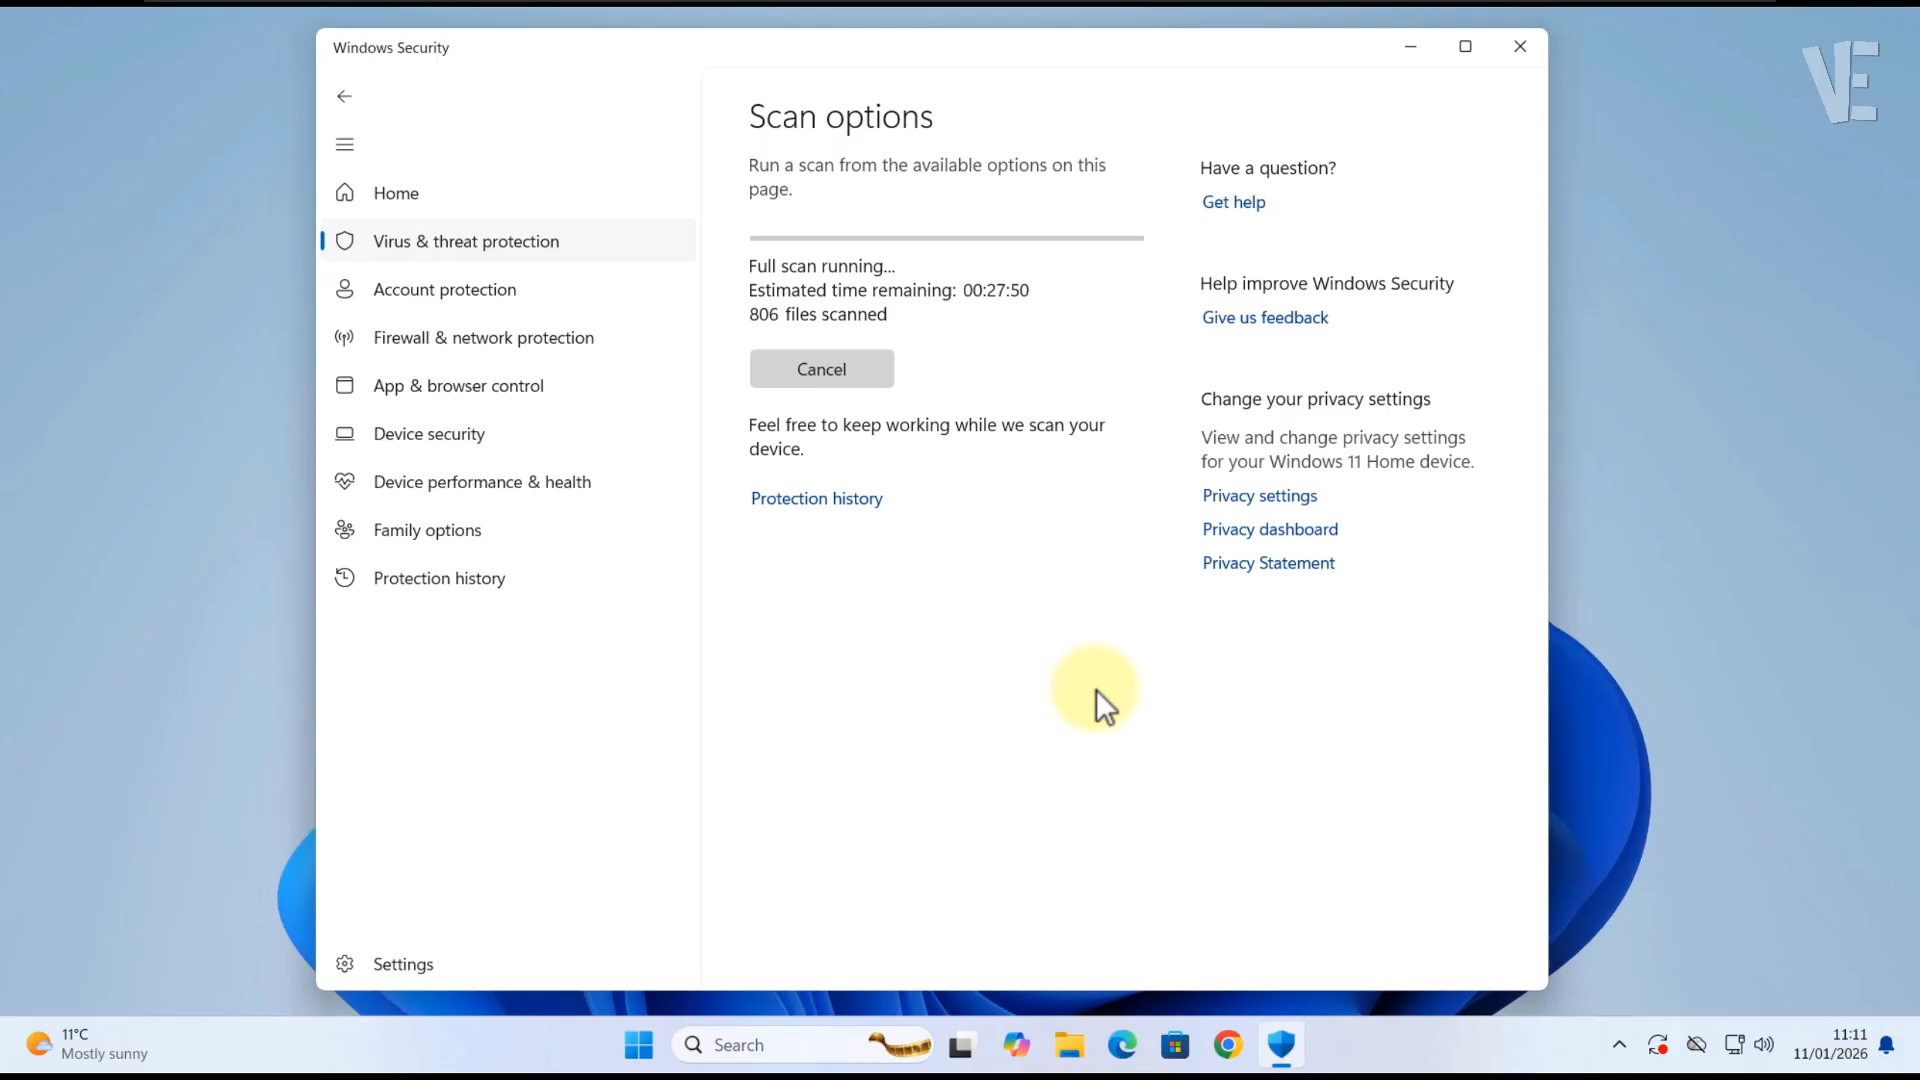 Windows Security
Home
Virus & threat protection
Account protection
Firewall & network protection
App & browser control
Device security
Device performance & health
Family options
Protection history
Settings
Scan options
Run a scan from the available options on this
page.
Full scan running...
Estimated time remaining: 00:27:50
806 files scanned
Cancel
Feel free to keep working while we scan your
device.
Protection history
Have a question?
Get help
Help improve Windows Security
Give us feedback
Change your privacy settings
View and change privacy settings
for your Windows 11 Home device.
Privacy settings
Privacy dashboard
Privacy Statement
VE
11°C
Mostly sunny
Search
11:11
11/01/2026